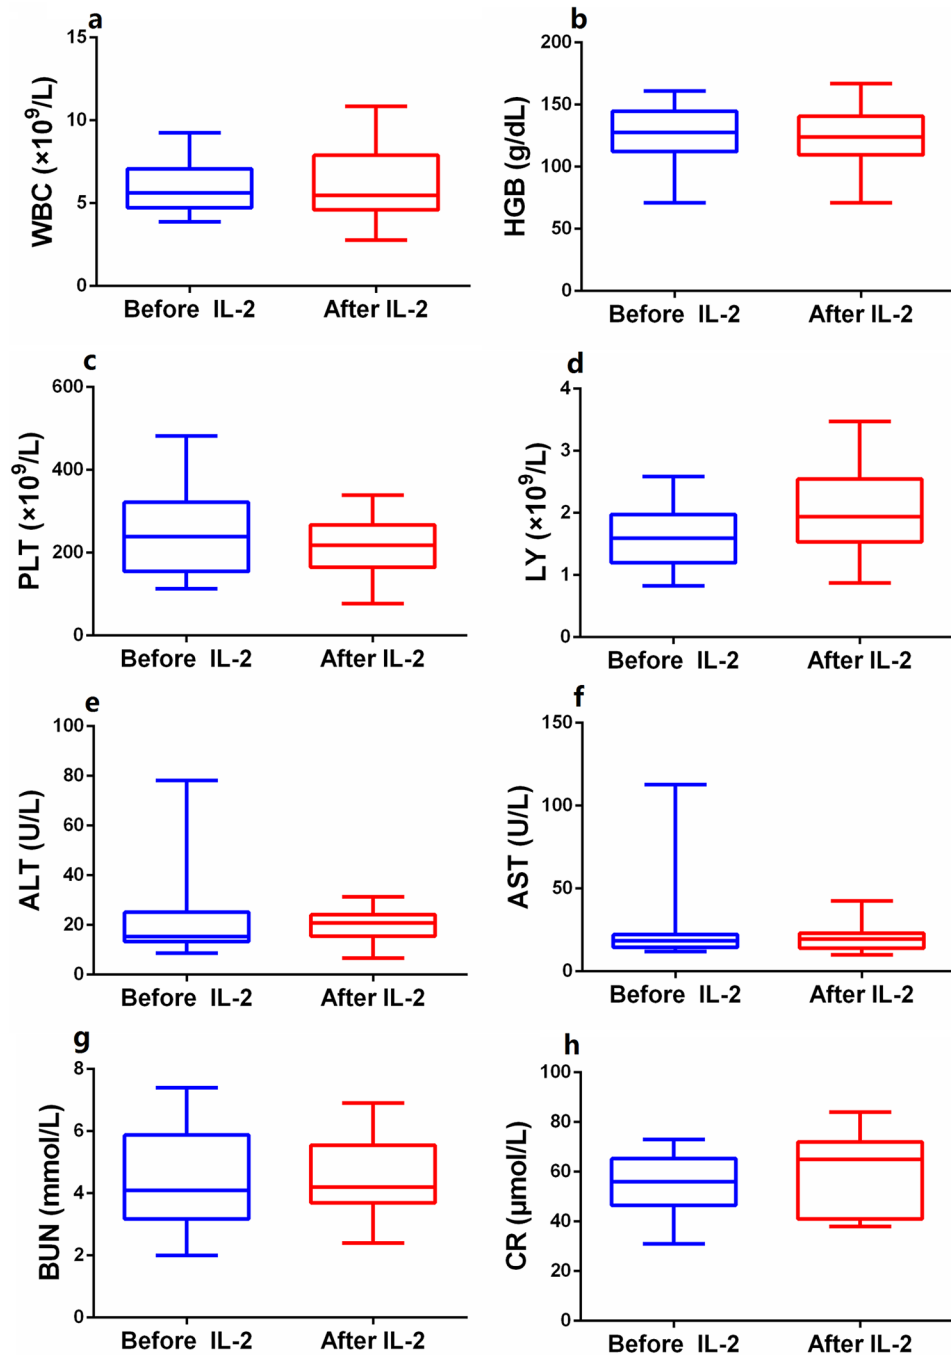 a
WBC (×10⁹/L)
15
10
5
0
Before IL-2
After IL-2
b
HGB (g/dL)
200
150
100
50
0
Before IL-2
After IL-2
c
PLT (×10⁹/L)
600
400
200
0
Before IL-2
After IL-2
d
LY (×10⁹/L)
4
3
2
1
0
Before IL-2
After IL-2
e
ALT (U/L)
100
80
60
40
20
0
Before IL-2
After IL-2
f
AST (U/L)
150
100
50
0
Before IL-2
After IL-2
g
BUN (mmol/L)
8
6
4
2
0
Before IL-2
After IL-2
h
CR (μmol/L)
100
80
60
40
20
0
Before IL-2
After IL-2